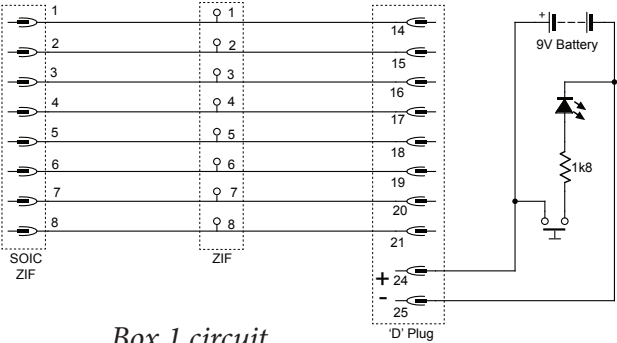 1 1 14
2 2 15
3 3 16
4 4 17
5 5 18
6 6 19
7 7 20
8 8 21
SOIC
ZIF
ZIF
+ 24
- 25
'D' Plug
+
9V Battery
1k8
Box 1 circuit